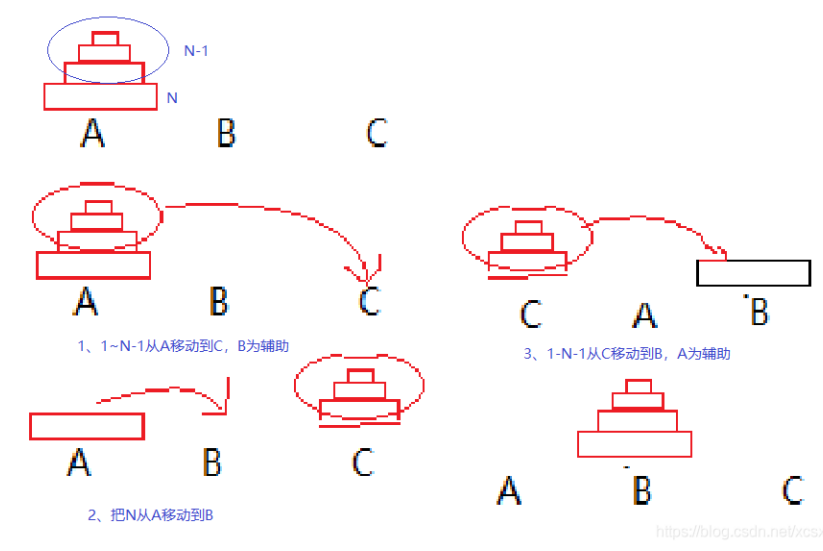 N-1
N
A B C
A B C
1、1~N-1从A移动到C，B为辅助
A B C
2、把N从A移动到B
C A B
3、1-N-1从C移动到B，A为辅助
A B C
https://blog.csdn.net/xcsx